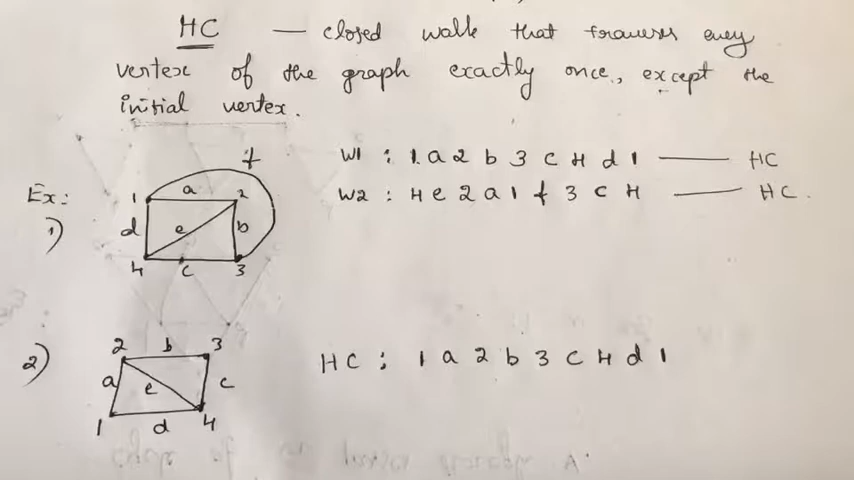 HC — closed walk that traverses every
vertex of the graph exactly once, except the
initial vertex.
Ex:
1)
f
1 a 2
d e b
4 c 3
W1 : 1 a 2 b 3 c 4 d 1 — HC
W2 : 4 e 2 a 1 f 3 c 4 — HC.
2)
2 b 3
a e c
1 d 4
HC : 1 a 2 b 3 c 4 d 1